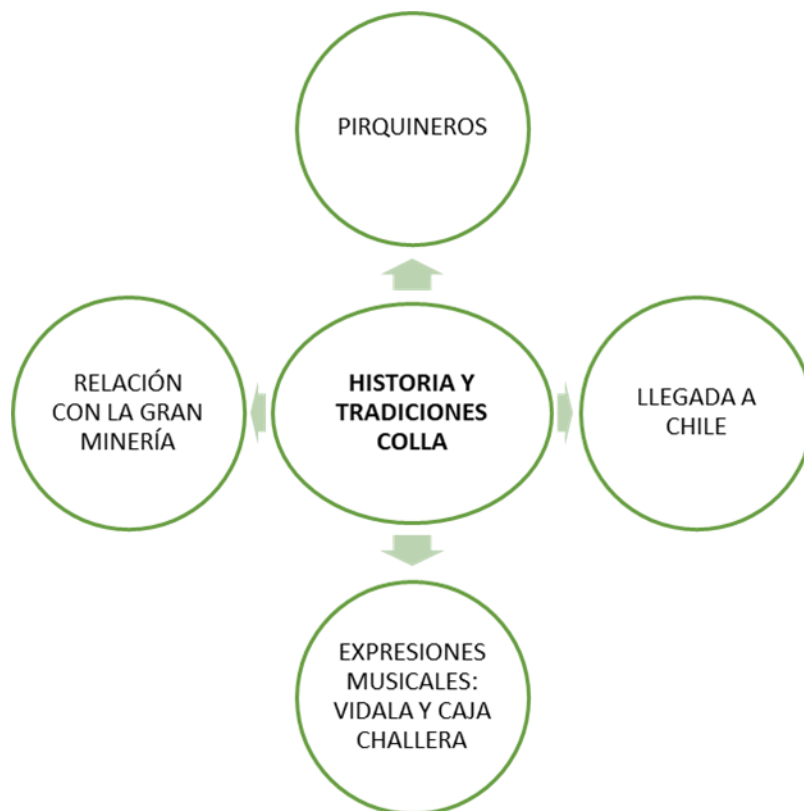 PIRQUINEROS
RELACIÓN
CON LA GRAN
MINERÍA
HISTORIA Y
TRADICIONES
COLLA
LLEGADA A
CHILE
EXPRESIONES
MUSICALES:
VIDALA Y CAJA
CHALLERA